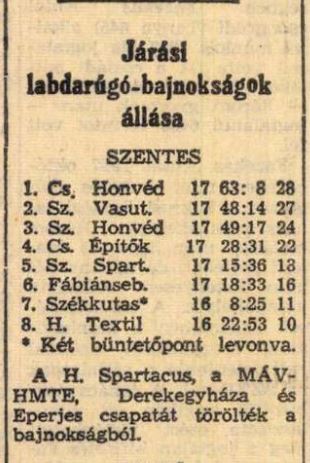 Járási
labdarúgó-bajnokságok
állása
SZENTES
1. Cs. Honvéd 17 63: 8 28
2. Sz. Vasut. 17 48:14 27
3. Sz. Honvéd 17 49:17 24
4. Cs. Építők 17 28:31 22
5. Sz. Spart. 17 15:36 13
6. Fábiánseb. 17 18:33 16
7. Székkutas* 16 8:25 11
8. H. Textil 16 22:53 10
* Két büntetőpont levonva.
A H. Spartacus, a MÁV-
HMTE, Derekegyháza és
Eperjes csapatát törölték a
bajnokságból.